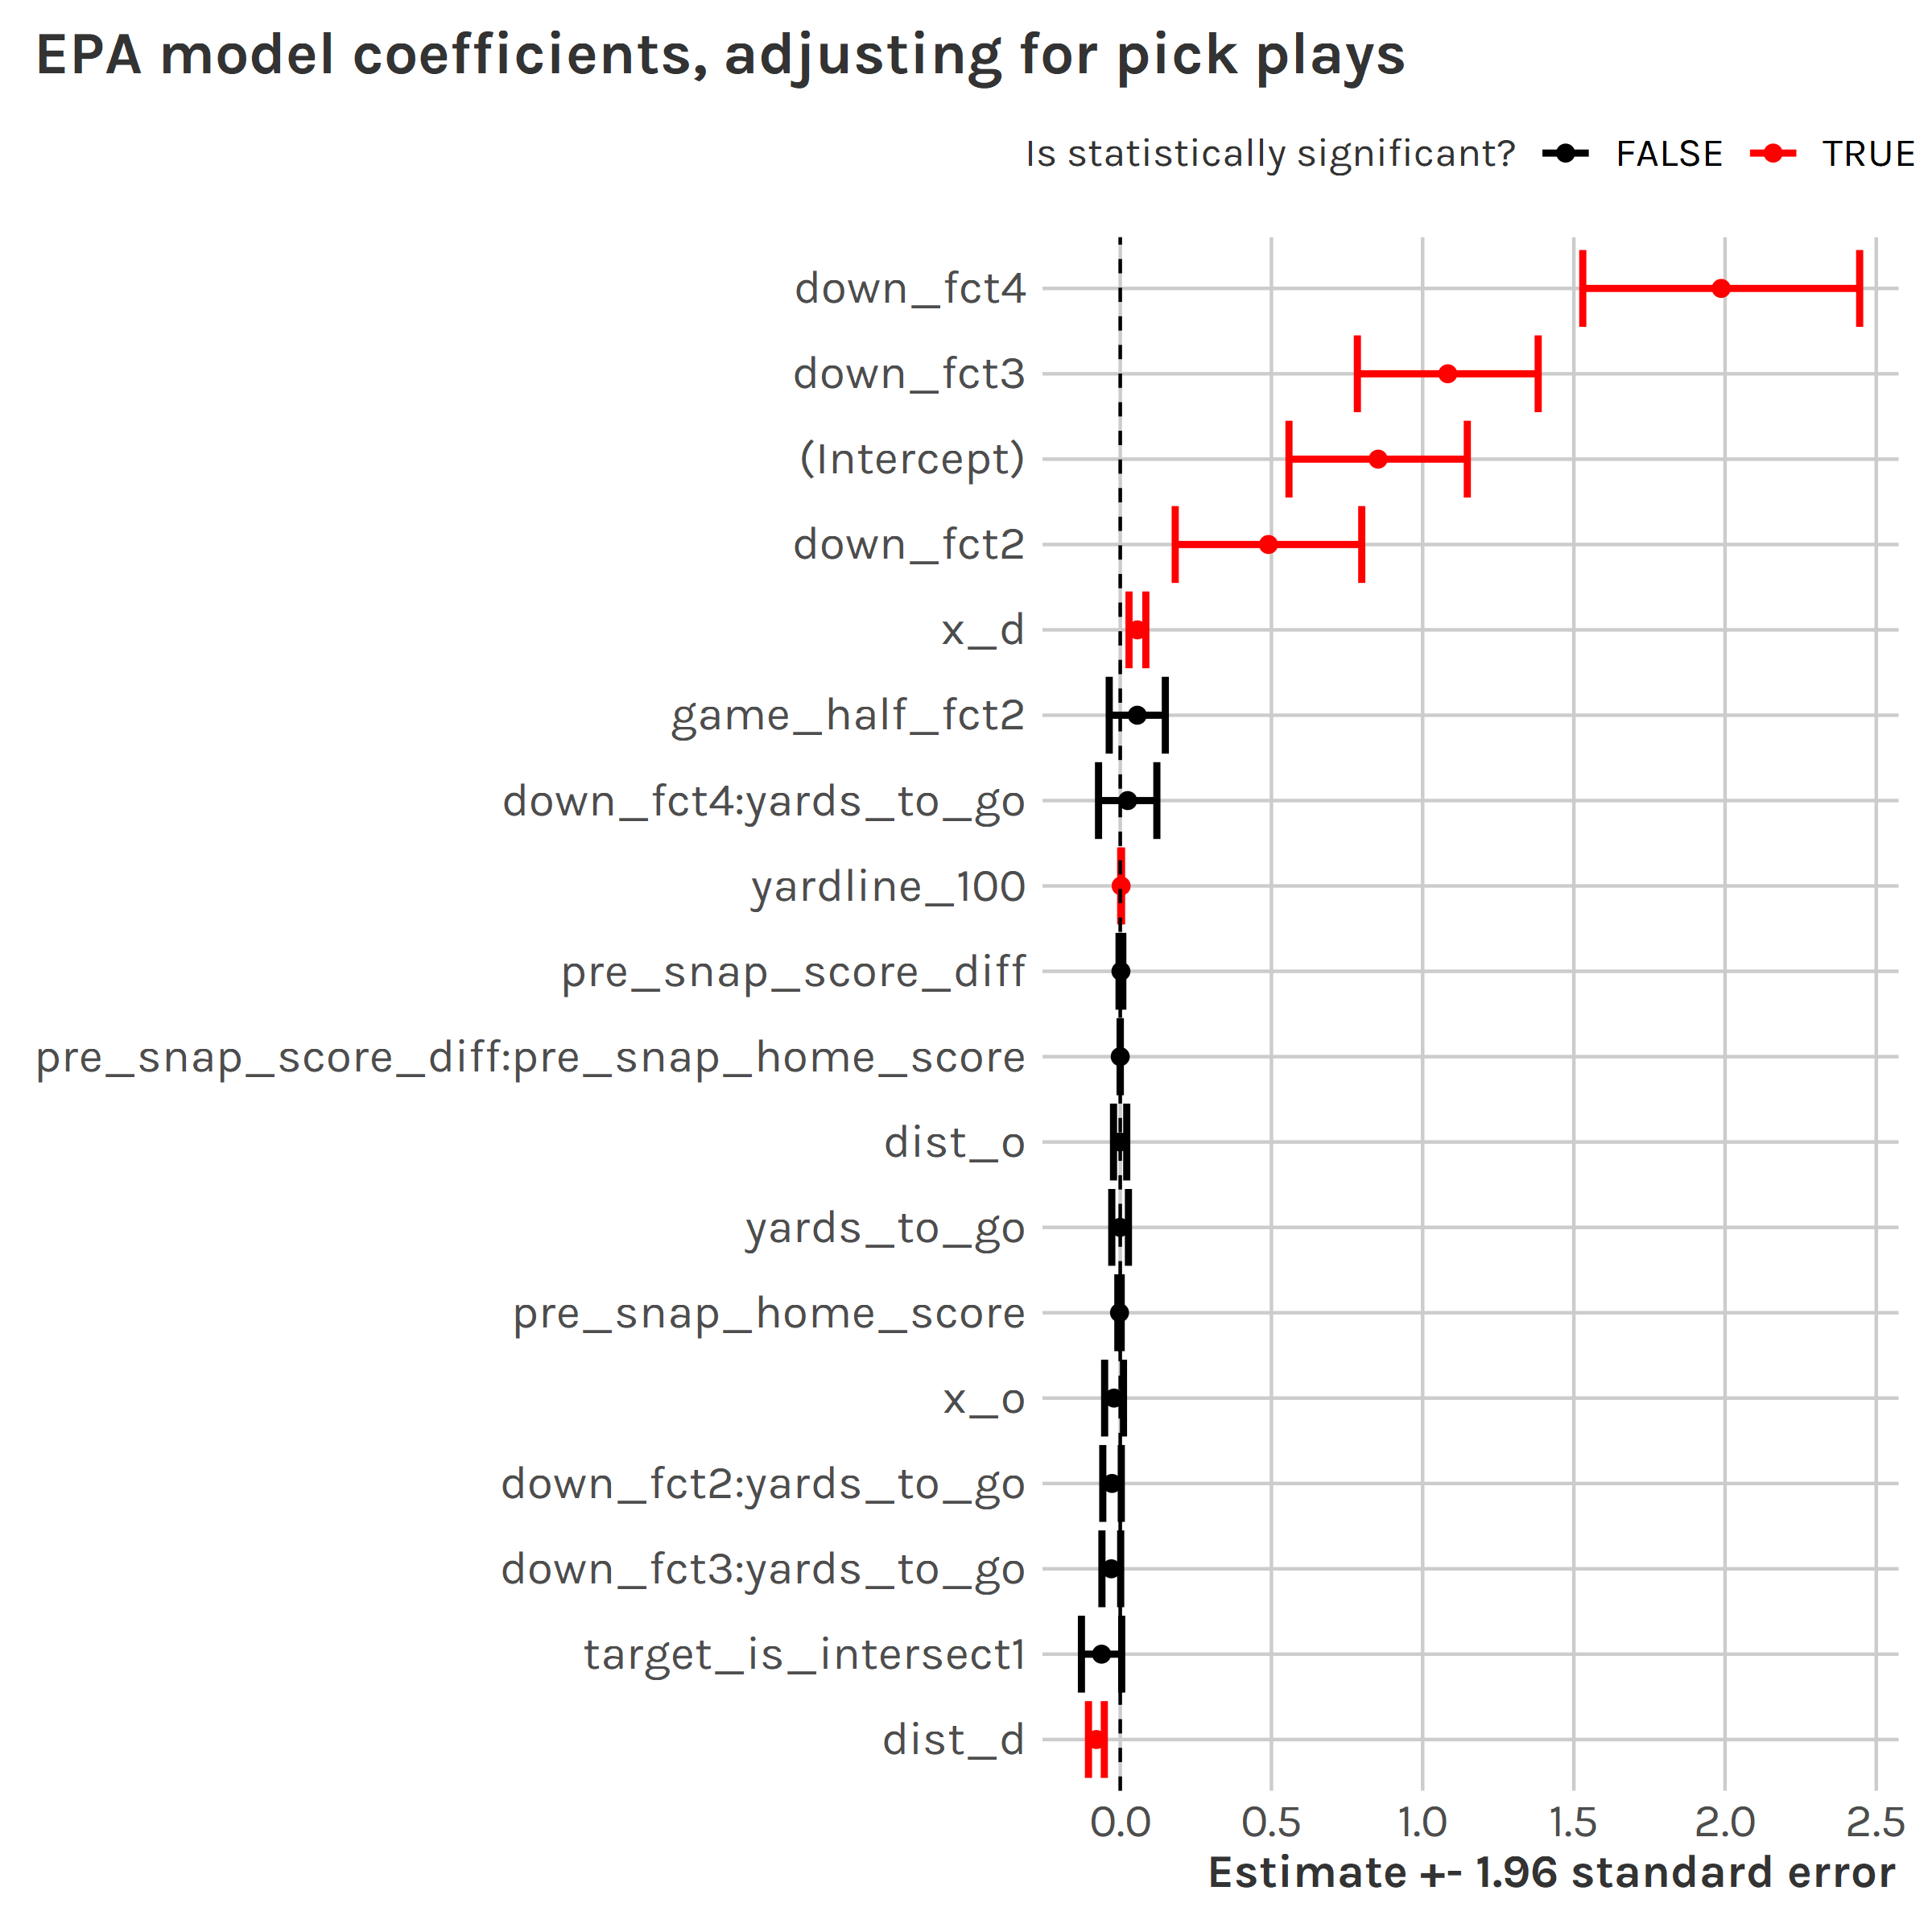 EPA model coefficients, adjusting for pick plays
Is statistically significant? FALSE TRUE
down_fct4
down_fct3
(Intercept)
down_fct2
x_d
game_half_fct2
down_fct4:yards_to_go
yardline_100
pre_snap_score_diff
pre_snap_score_diff:pre_snap_home_score
dist_o
yards_to_go
pre_snap_home_score
x_o
down_fct2:yards_to_go
down_fct3:yards_to_go
target_is_intersect1
dist_d
0.0 0.5 1.0 1.5 2.0 2.5
Estimate +- 1.96 standard error